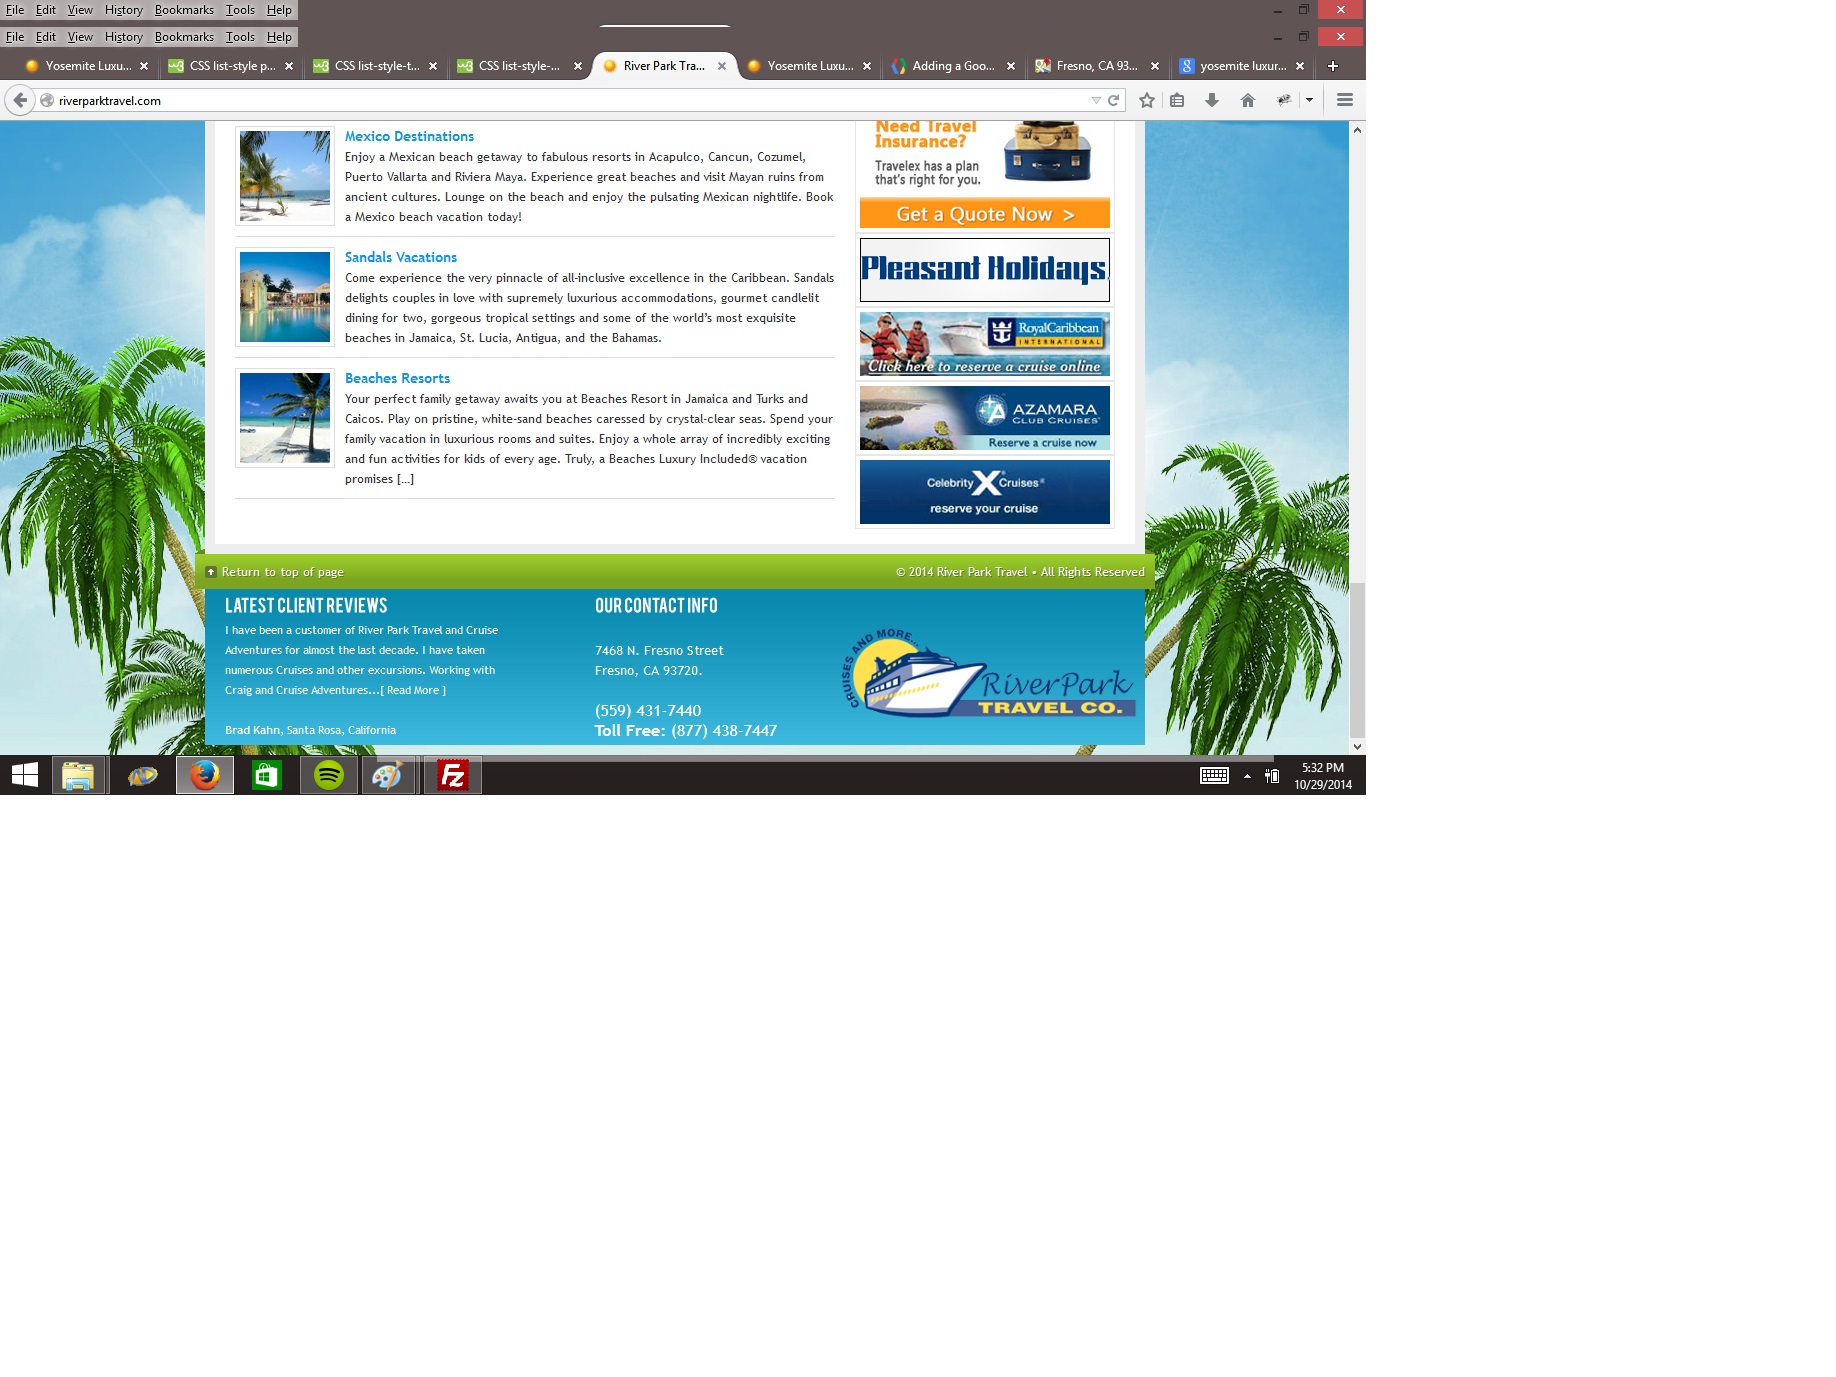 File Edit View History Bookmarks Tools Help
File Edit View History Bookmarks Tools Help
Yosemite Luxu... CSS list-style p... CSS list-style-t... CSS list-style-... River Park Tra... Yosemite Luxu... Adding a Goo... Fresno, CA 93... yosemite luxur...
riverparktravel.com
Mexico Destinations
Enjoy a Mexican beach getaway to fabulous resorts in Acapulco, Cancun, Cozumel,
Puerto Vallarta and Riviera Maya. Experience great beaches and visit Mayan ruins from
ancient cultures. Lounge on the beach and enjoy the pulsating Mexican nightlife. Book
a Mexico beach vacation today!
Sandals Vacations
Come experience the very pinnacle of all-inclusive excellence in the Caribbean. Sandals
delights couples in love with supremely luxurious accommodations, gourmet candlelit
dining for two, gorgeous tropical settings and some of the world's most exquisite
beaches in Jamaica, St. Lucia, Antigua, and the Bahamas.
Beaches Resorts
Your perfect family getaway awaits you at Beaches Resort in Jamaica and Turks and
Caicos. Play on pristine, white-sand beaches caressed by crystal-clear seas. Spend your
family vacation in luxurious rooms and suites. Enjoy a whole array of incredibly exciting
and fun activities for kids of every age. Truly, a Beaches Luxury Included® vacation
promises [...]
Need Travel
Insurance?
Travelex has a plan
that's right for you.
Get a Quote Now >
Pleasant Holidays.
RoyalCaribbean
INTERNATIONAL
Click here to reserve a cruise online
AZAMARA
CLUB CRUISES
Reserve a cruise now
Celebrity X Cruises®
reserve your cruise
Return to top of page
© 2014 River Park Travel • All Rights Reserved
LATEST CLIENT REVIEWS
I have been a customer of River Park Travel and Cruise
Adventures for almost the last decade. I have taken
numerous Cruises and other excursions. Working with
Craig and Cruise Adventures...[ Read More ]
Brad Kahn, Santa Rosa, California
OUR CONTACT INFO
7468 N. Fresno Street
Fresno, CA 93720.
(559) 431-7440
Toll Free: (877) 438-7447
CRUISES AND MORE...
RiverPark
TRAVEL CO.
5:32 PM
10/29/2014